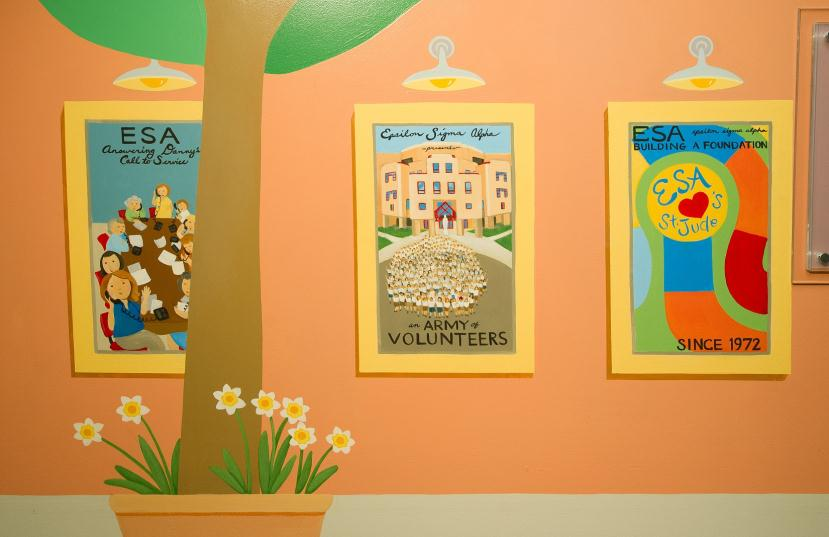 ESA
Answering Danny's
Call to Service
Epsilon Sigma Alpha
presents
an ARMY of
VOLUNTEERS
ESA epsilon sigma alpha
BUILDING A FOUNDATION
ESA's
St. Jude
SINCE 1972